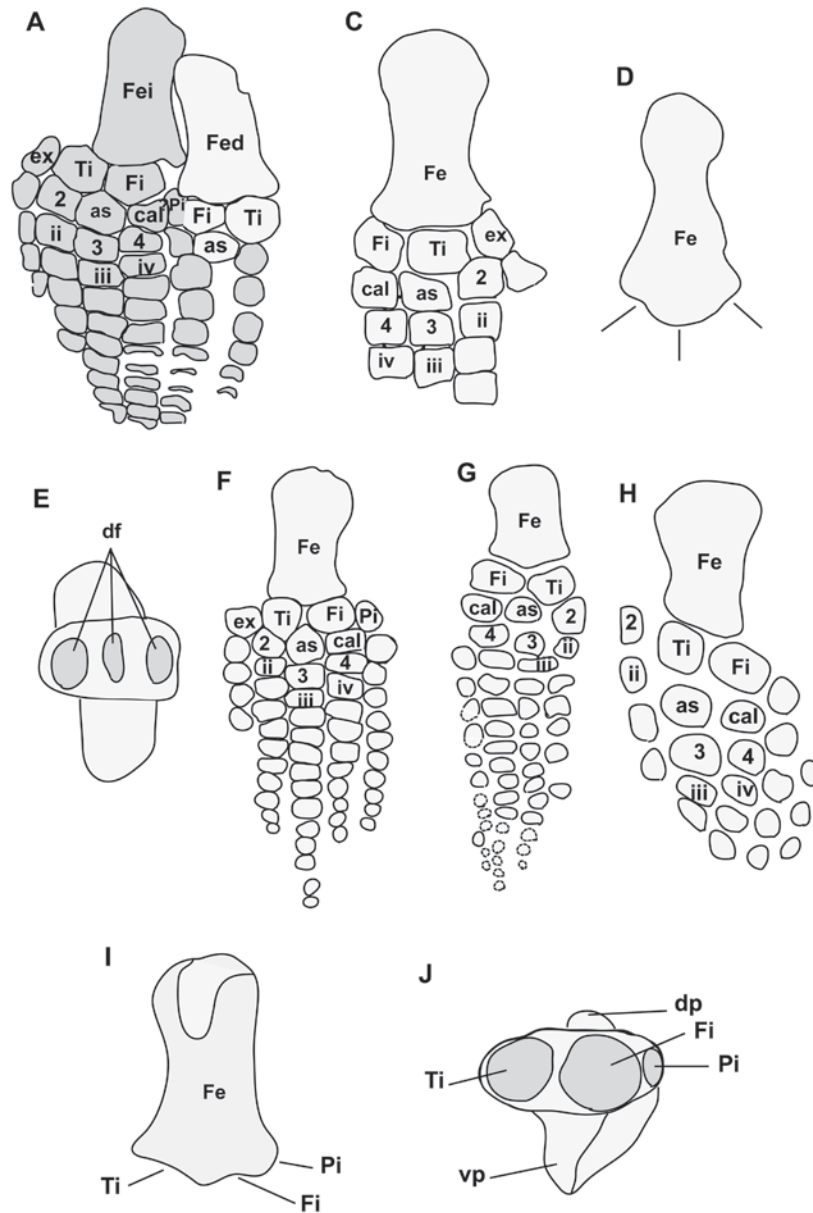 A
Fei
Fed
ex
Ti
Fi
2
as
cal
?Pi
Fi
Ti
ii
3
4
as
iii
iv
C
Fe
Fi
Ti
ex
cal
as
2
4
3
ii
iv
iii
D
Fe
E
df
F
Fe
ex
Ti
Fi
Pi
2
as
cal
ii
3
4
iii
iv
G
Fe
Fi
Ti
cal
as
2
4
3
ii
iii
H
Fe
2
Ti
Fi
ii
as
cal
3
4
iii
iv
I
Fe
Ti
Fi
Pi
J
dp
Fi
Pi
Ti
vp